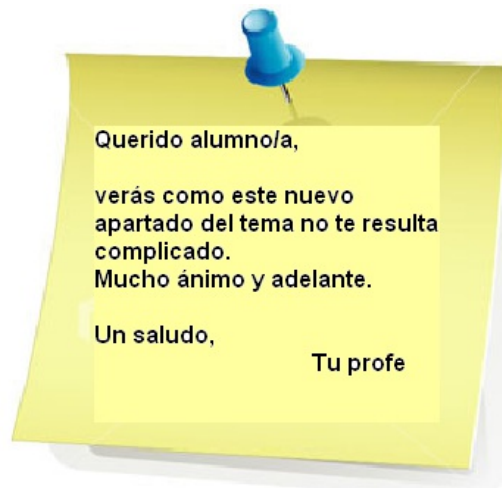 Querido alumno/a,
verás como este nuevo
apartado del tema no te resulta
complicado.
Mucho ánimo y adelante.
Un saludo,
Tu profe